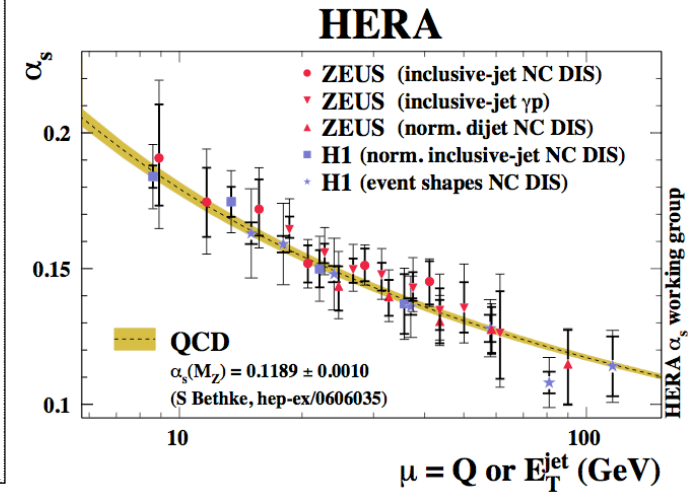 HERA
αs
ZEUS (inclusive-jet NC DIS)
ZEUS (inclusive-jet γp)
ZEUS (norm. dijet NC DIS)
H1 (norm. inclusive-jet NC DIS)
H1 (event shapes NC DIS)
0.2
0.15
0.1
QCD
αs(MZ) = 0.1189 ± 0.0010
(S Bethke, hep-ex/0606035)
HERA αs working group
10
100
μ = Q or E_T^jet (GeV)